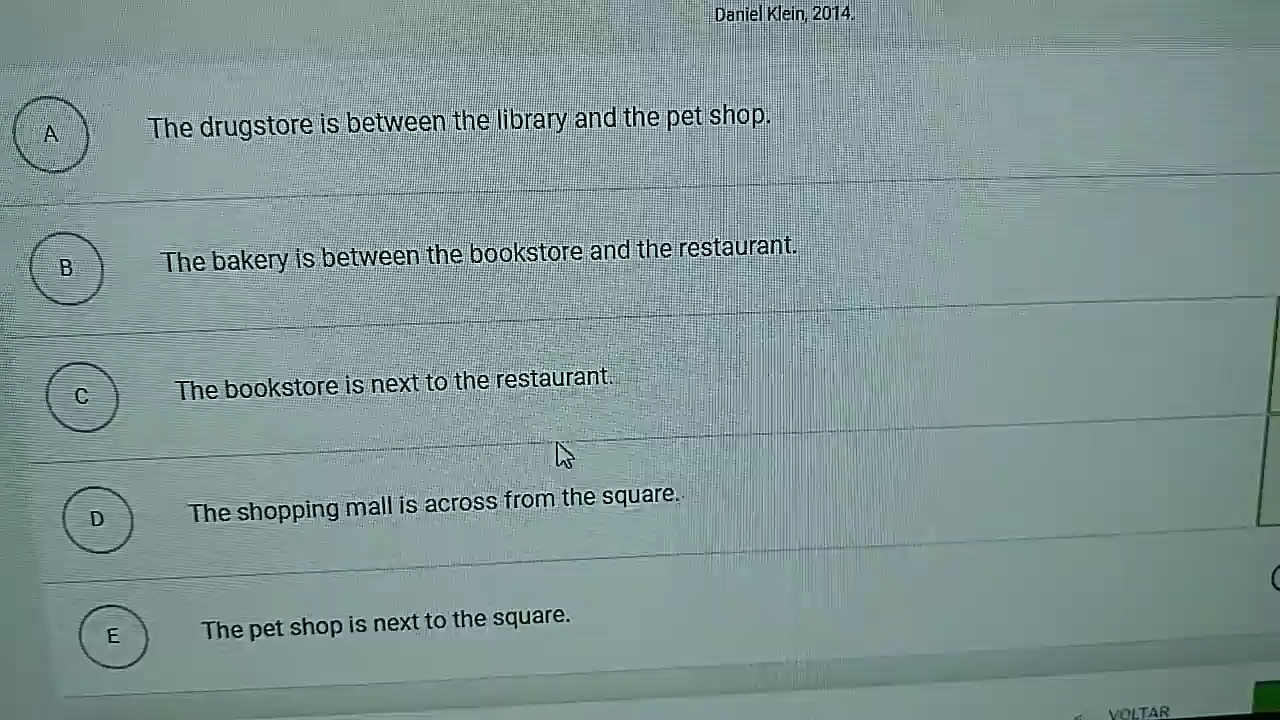 Daniel Klein, 2014.
A The drugstore is between the library and the pet shop.
B The bakery is between the bookstore and the restaurant.
C The bookstore is next to the restaurant.
D The shopping mall is across from the square.
E The pet shop is next to the square.
VOLTAR